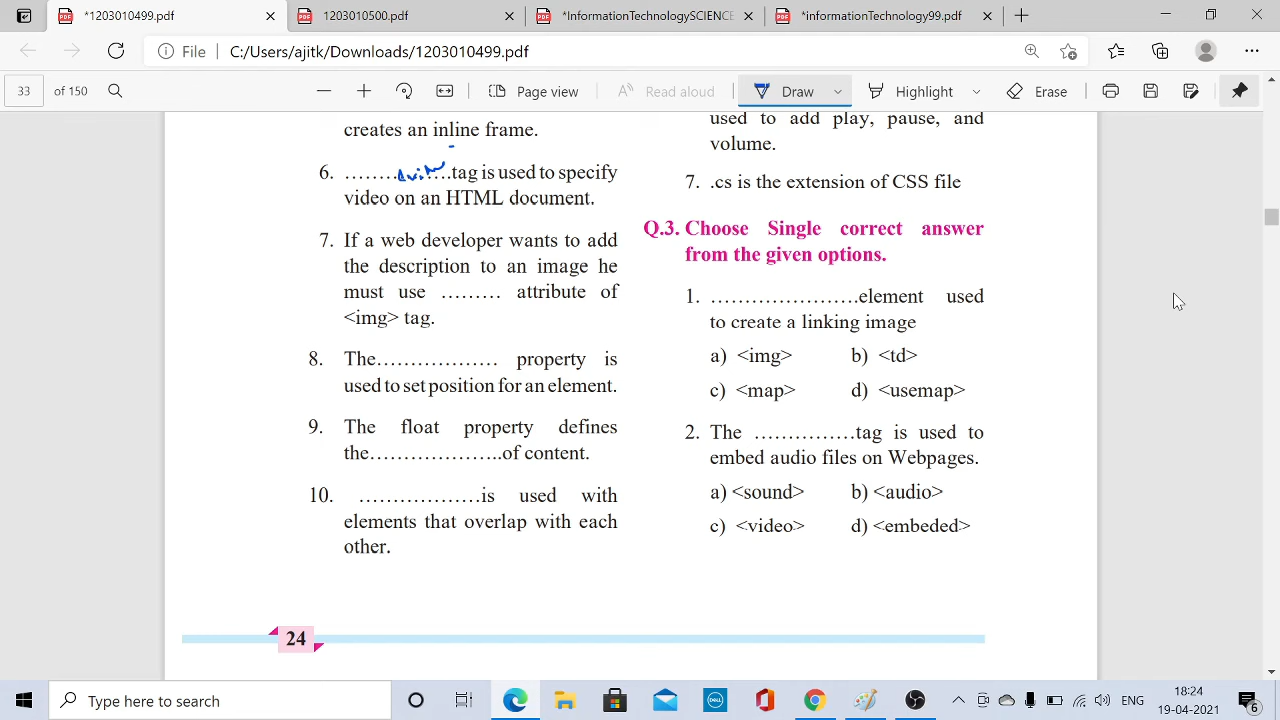 *1203010499.pdf
*1203010500.pdf
*InformationTechnologySCIENCE
*InformationTechnology.pdf
File
C:/Users/ajitk/Downloads/1203010499.pdf
33
of 150
Page view
Read aloud
Draw
Highlight
Erase
creates an inline frame.
6. ………………tag is used to specify
video on an HTML document.
7. If a web developer wants to add
the description to an image he
must use ……… attribute of
<img> tag.
8. The……………… property is
used to set position for an element.
9. The float property defines
the………………..of content.
10. ………………is used with
elements that overlap with each
other.
24
used to add play, pause, and
volume.
7. .cs is the extension of CSS file
Q.3. Choose Single correct answer
from the given options.
1. ………………….element used
to create a linking image
a) <img> b) <td>
c) <map> d) <usemap>
2. The ……………tag is used to
embed audio files on Webpages.
a) <sound> b) <audio>
c) <video> d) <embeded>
Type here to search
ENG
18:24
19-04-2021
6